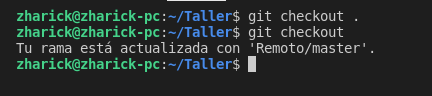 zharick@zharick-pc:~/Taller$ git checkout .
zharick@zharick-pc:~/Taller$ git checkout
Tu rama está actualizada con 'Remoto/master'.
zharick@zharick-pc:~/Taller$